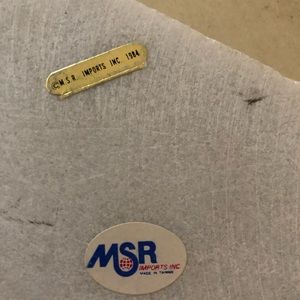 ©M.S.R. IMPORTS INC. 1984
MSR
IMPORTS INC
MADE IN TAIWAN